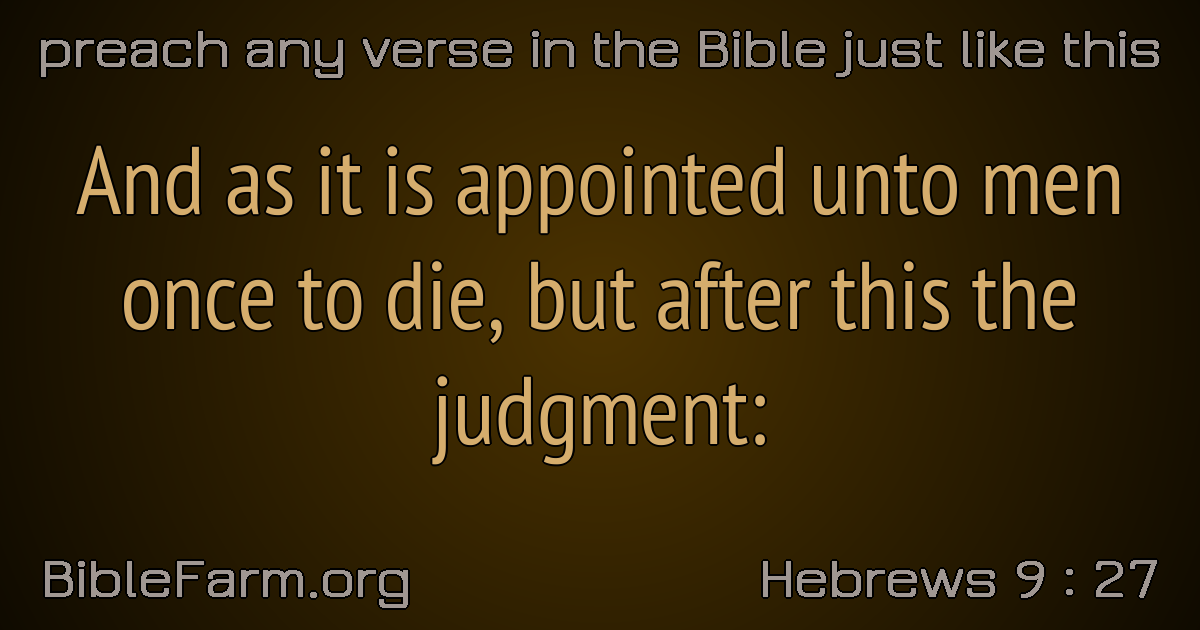 preach any verse in the Bible just like this
And as it is appointed unto men
once to die, but after this the
judgment:
BibleFarm.org
Hebrews 9 : 27